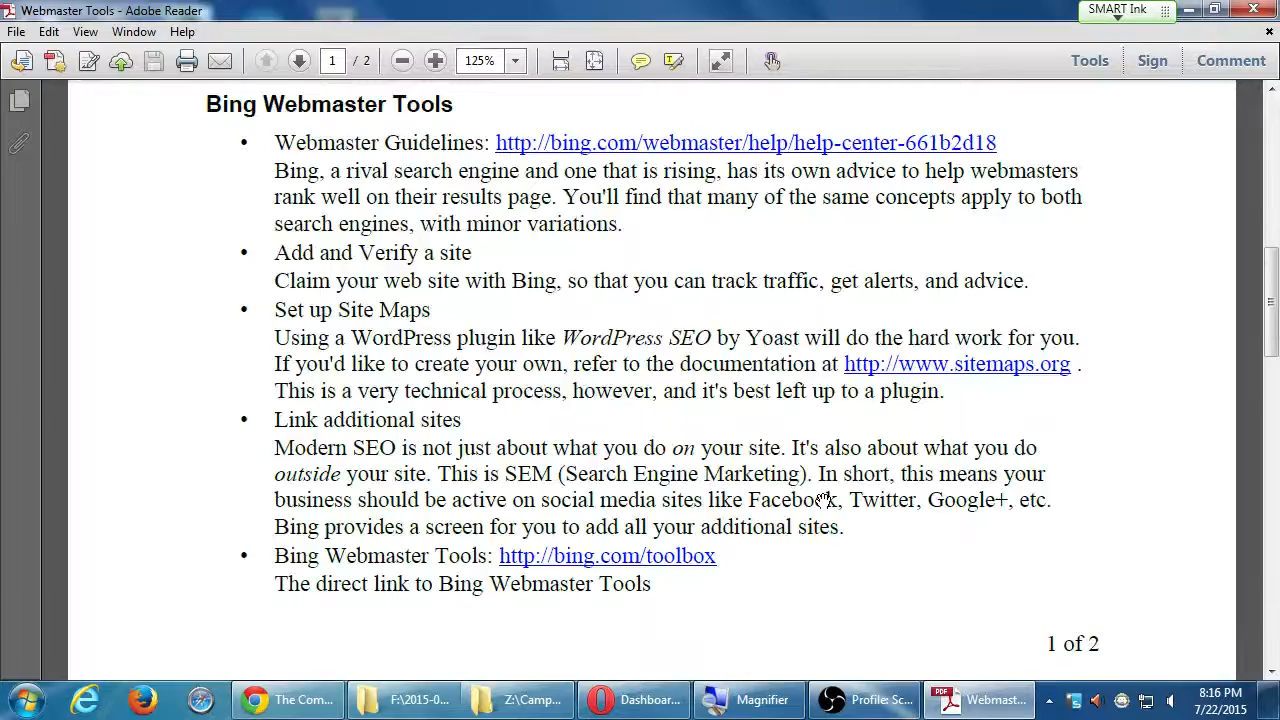 Webmaster Tools - Adobe Reader
SMART Ink
File Edit View Window Help
1 / 2 125% Tools Sign Comment
Bing Webmaster Tools
• Webmaster Guidelines: http://bing.com/webmaster/help/help-center-661b2d18
Bing, a rival search engine and one that is rising, has its own advice to help webmasters
rank well on their results page. You'll find that many of the same concepts apply to both
search engines, with minor variations.
• Add and Verify a site
Claim your web site with Bing, so that you can track traffic, get alerts, and advice.
• Set up Site Maps
Using a WordPress plugin like WordPress SEO by Yoast will do the hard work for you.
If you'd like to create your own, refer to the documentation at http://www.sitemaps.org .
This is a very technical process, however, and it's best left up to a plugin.
• Link additional sites
Modern SEO is not just about what you do on your site. It's also about what you do
outside your site. This is SEM (Search Engine Marketing). In short, this means your
business should be active on social media sites like Facebook, Twitter, Google+, etc.
Bing provides a screen for you to add all your additional sites.
• Bing Webmaster Tools: http://bing.com/toolbox
The direct link to Bing Webmaster Tools
1 of 2
The Com... F:\2015-0... Z:\Camp... Dashboar... Magnifier Profile: Sc... Webmast... 8:16 PM
7/22/2015